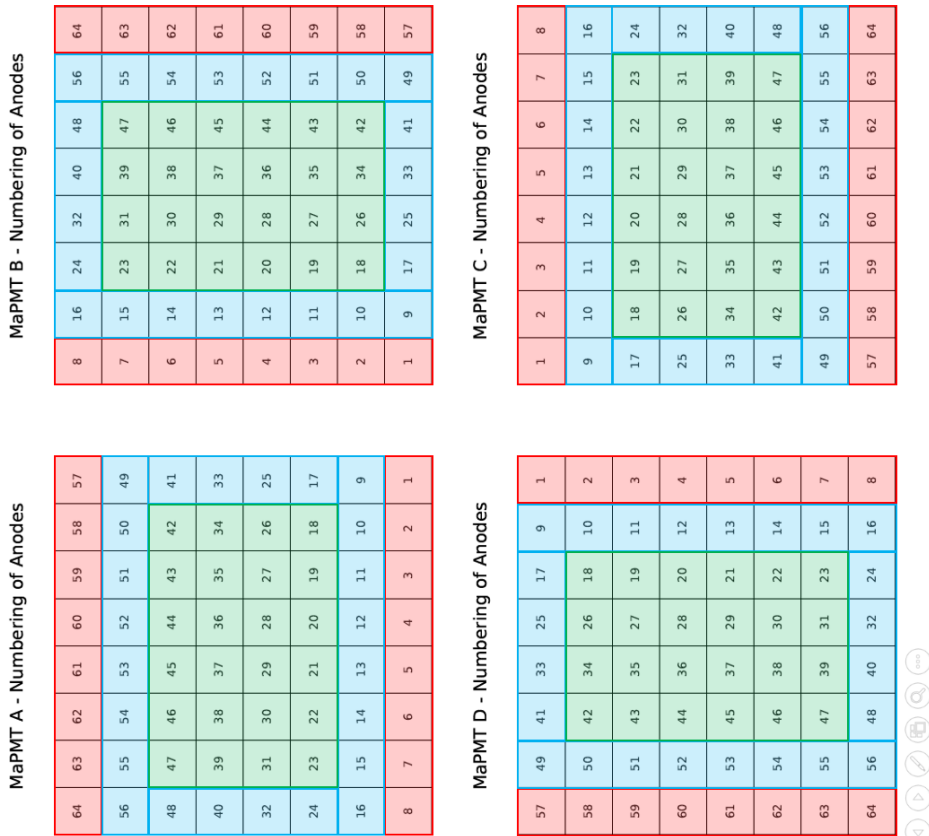 MaPMT A - Numbering of Anodes
64 63 62 61 60 59 58 57
56 55 54 53 52 51 50 49
48 47 46 45 44 43 42 41
40 39 38 37 36 35 34 33
32 31 30 29 28 27 26 25
24 23 22 21 20 19 18 17
16 15 14 13 12 11 10 9
8 7 6 5 4 3 2 1
MaPMT B - Numbering of Anodes
8 16 24 32 40 48 56 64
7 15 23 31 39 47 55 63
6 14 22 30 38 46 54 62
5 13 21 29 37 45 53 61
4 12 20 28 36 44 52 60
3 11 19 27 35 43 51 59
2 10 18 26 34 42 50 58
1 9 17 25 33 41 49 57
MaPMT D - Numbering of Anodes
57 49 41 33 25 17 9 1
58 50 42 34 26 18 10 2
59 51 43 35 27 19 11 3
60 52 44 36 28 20 12 4
61 53 45 37 29 21 13 5
62 54 46 38 30 22 14 6
63 55 47 39 31 23 15 7
64 56 48 40 32 24 16 8
MaPMT C - Numbering of Anodes
1 2 3 4 5 6 7 8
9 10 11 12 13 14 15 16
17 18 19 20 21 22 23 24
25 26 27 28 29 30 31 32
33 34 35 36 37 38 39 40
41 42 43 44 45 46 47 48
49 50 51 52 53 54 55 56
57 58 59 60 61 62 63 64